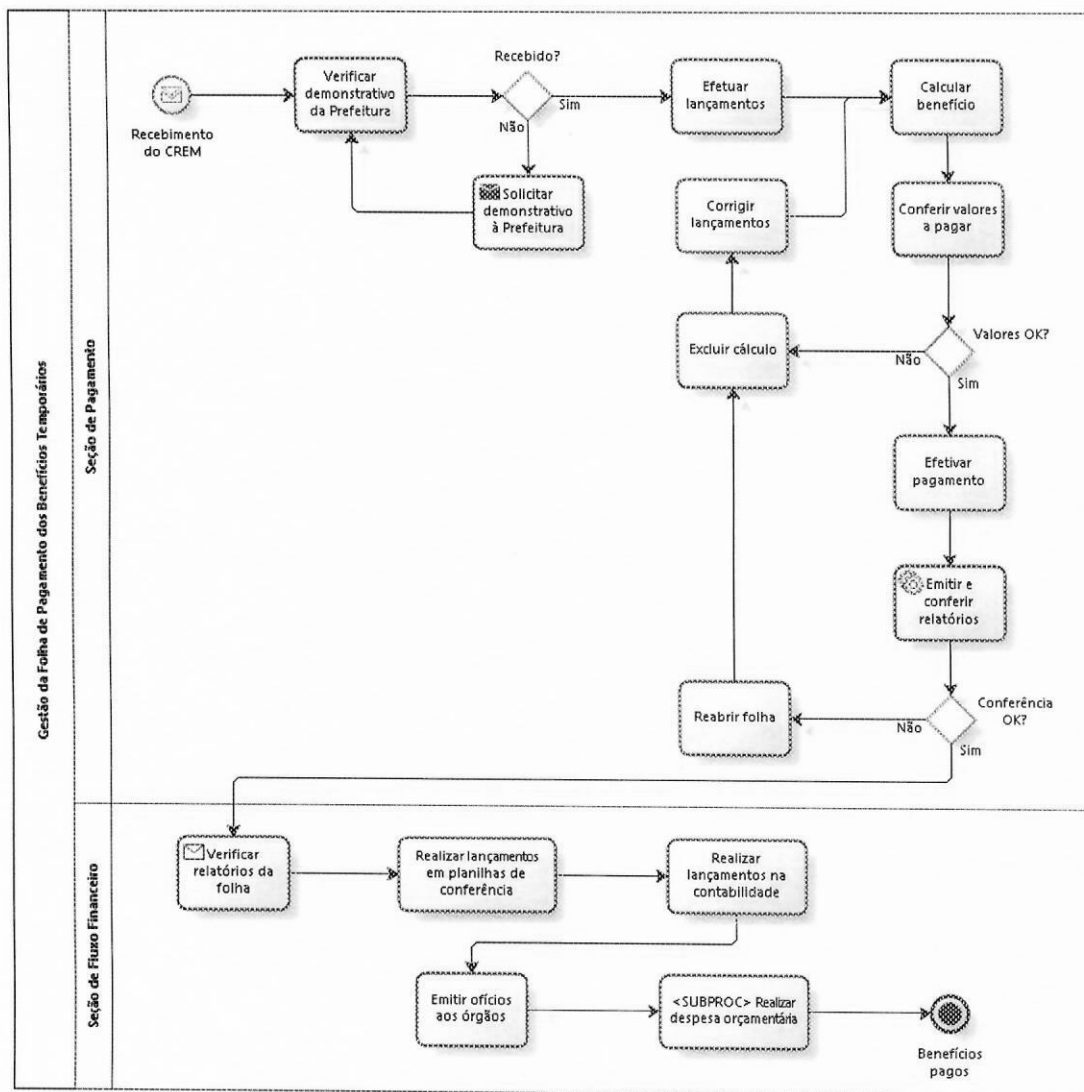 Gestão da Folha de Pagamento dos Benefícios Temporários
Seção de Pagamento
Recebimento
do CREM
Verificar
demonstrativo
da Prefeitura
Recebido?
Sim
Não
Solicitar
demonstrativo
à Prefeitura
Efetuar
lançamentos
Calcular
benefício
Corrigir
lançamentos
Conferir valores
a pagar
Valores OK?
Não
Sim
Excluir cálculo
Efetivar
pagamento
Emitir e
conferir
relatórios
Conferência
OK?
Não
Sim
Reabrir folha
Seção de Fluxo Financeiro
Verificar
relatórios da
folha
Realizar lançamentos
em planilhas de
conferência
Realizar
lançamentos na
contabilidade
Emitir ofícios
aos órgãos
<SUBPROC> Realizar
despesa orçamentária
Benefícios
pagos